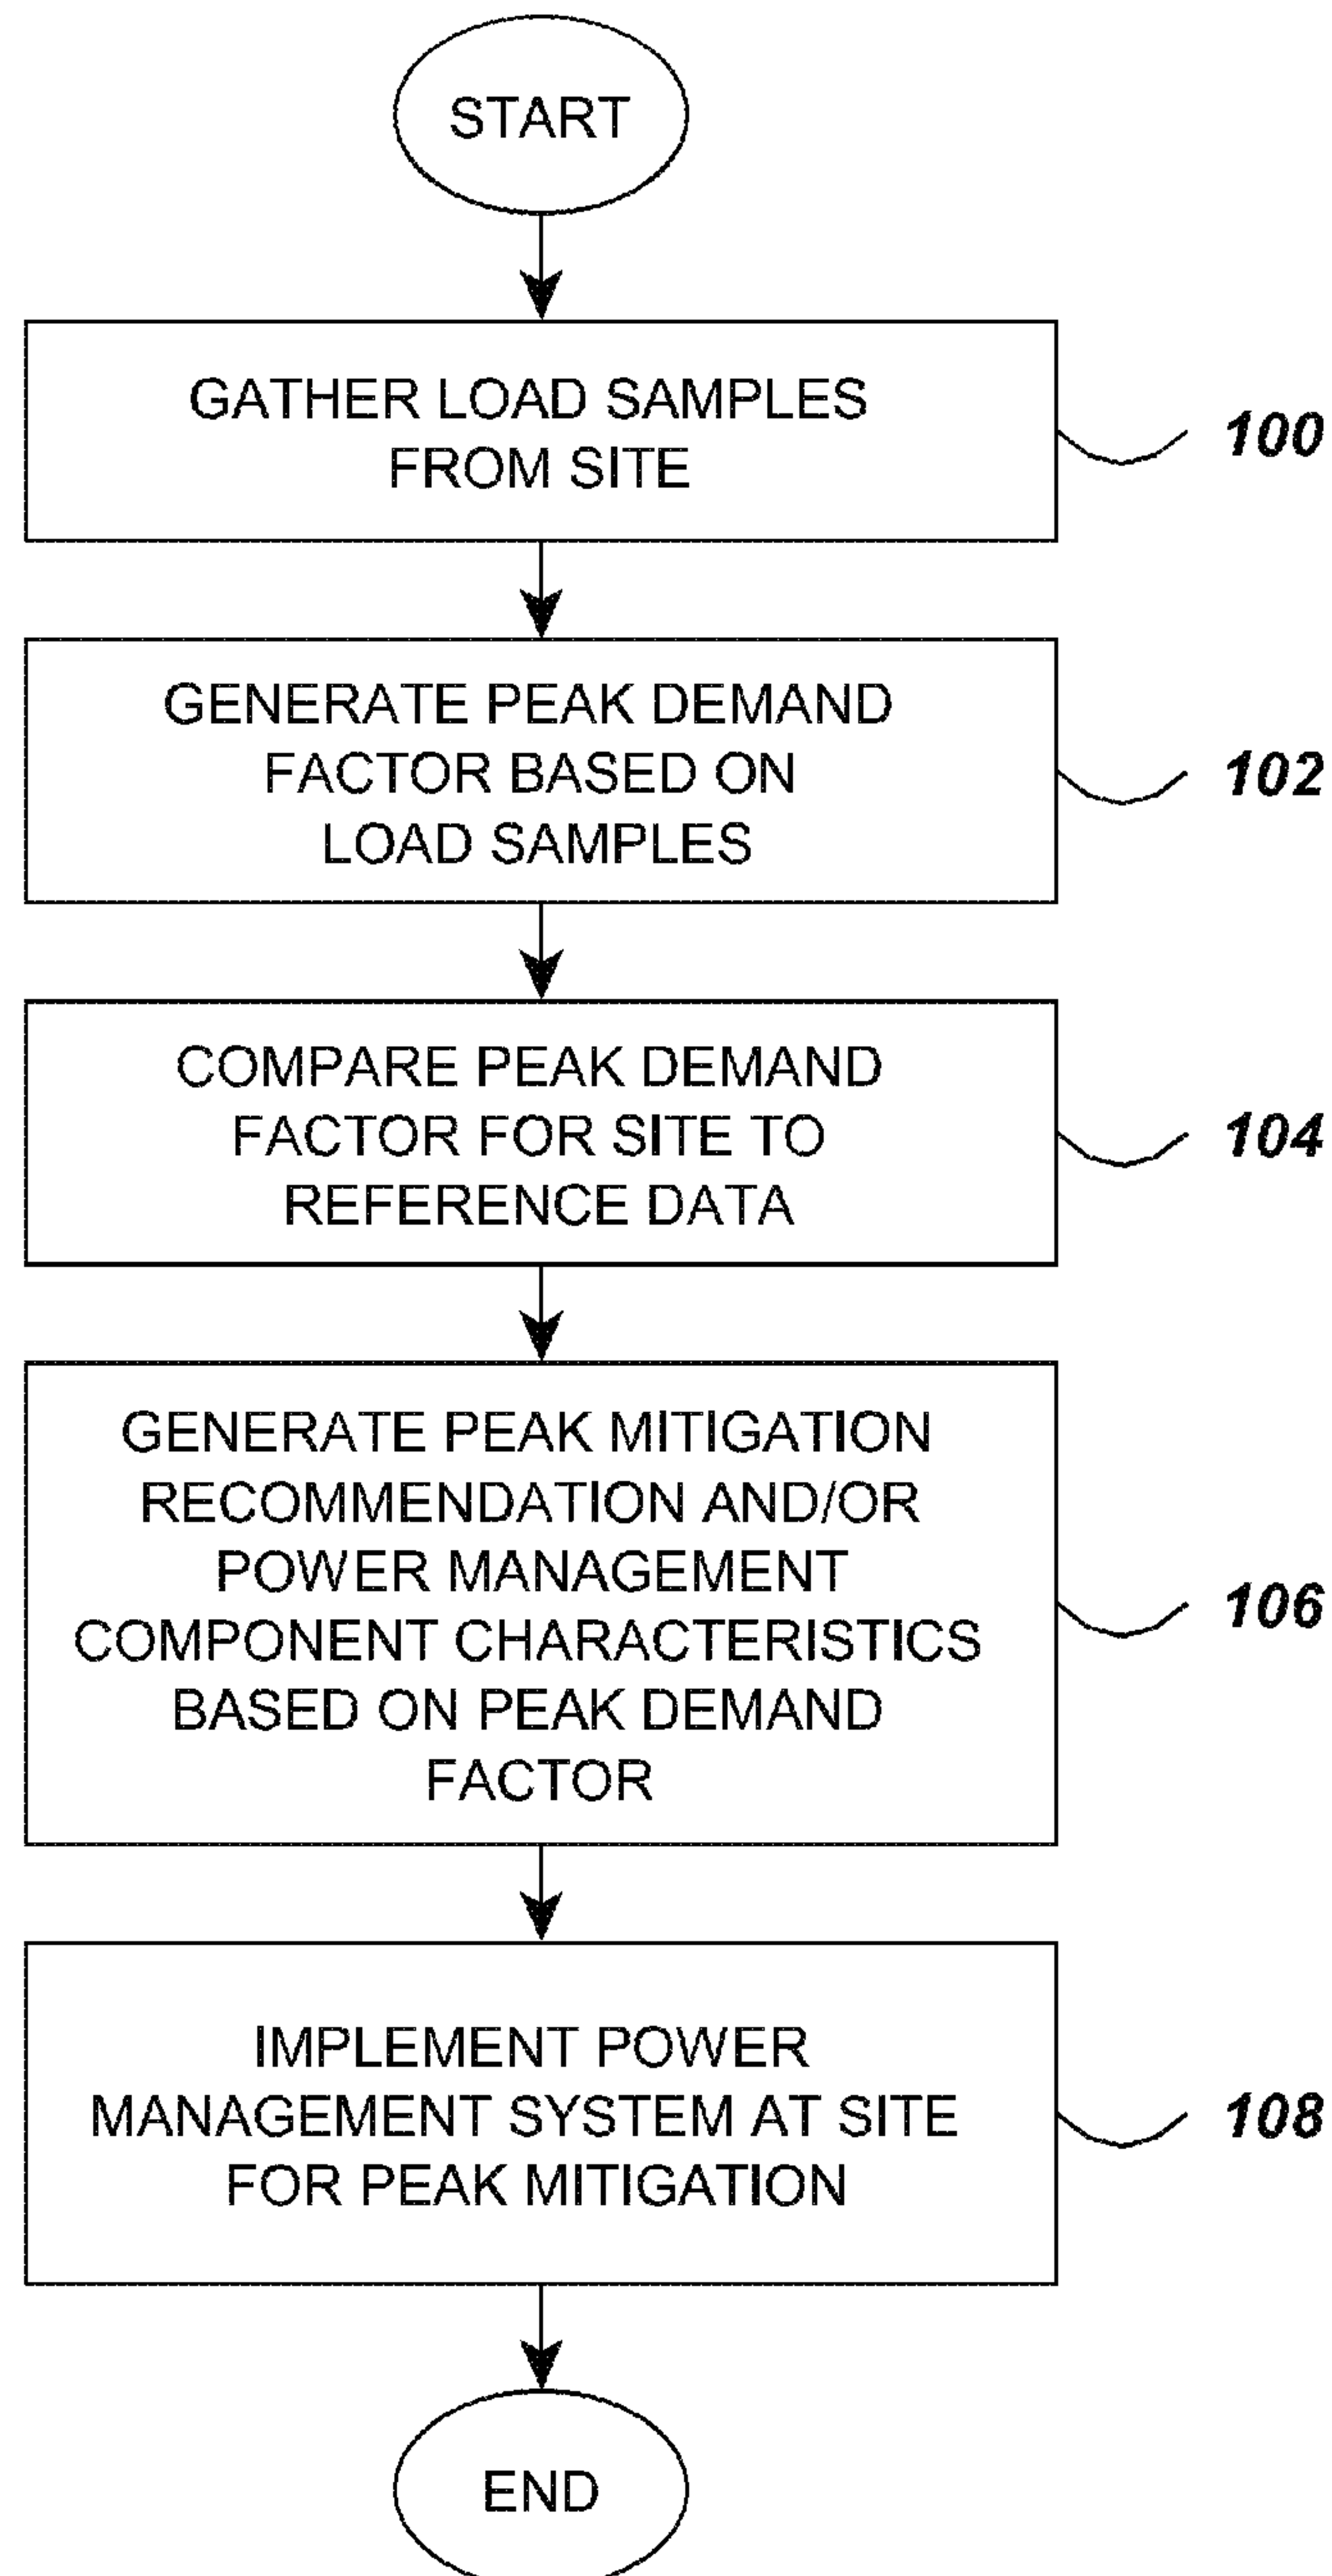 START
GATHER LOAD SAMPLES
FROM SITE
100
GENERATE PEAK DEMAND
FACTOR BASED ON
LOAD SAMPLES
102
COMPARE PEAK DEMAND
FACTOR FOR SITE TO
REFERENCE DATA
104
GENERATE PEAK MITIGATION
RECOMMENDATION AND/OR
POWER MANAGEMENT
COMPONENT CHARACTERISTICS
BASED ON PEAK DEMAND
FACTOR
106
IMPLEMENT POWER
MANAGEMENT SYSTEM AT SITE
FOR PEAK MITIGATION
108
END